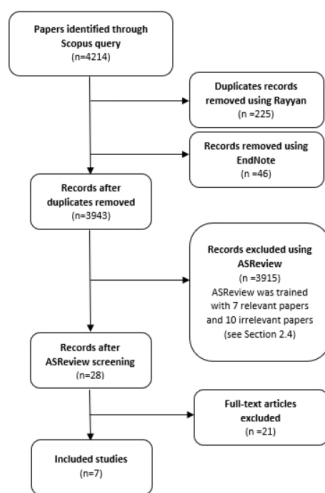 Papers identified through
Scopus query
(n=4214)
Duplicates records
removed using Rayyan
(n =225)
Records removed using
EndNote
(n =46)
Records after
duplicates removed
(n=3943)
Records excluded using
ASReview
(n =3915)
ASReview was trained
with 7 relevant papers
and 10 irrelevant papers
(see Section 2.4)
Records after
ASReview screening
(n=28)
Full-text articles
excluded
(n =21)
Included studies
(n=7)